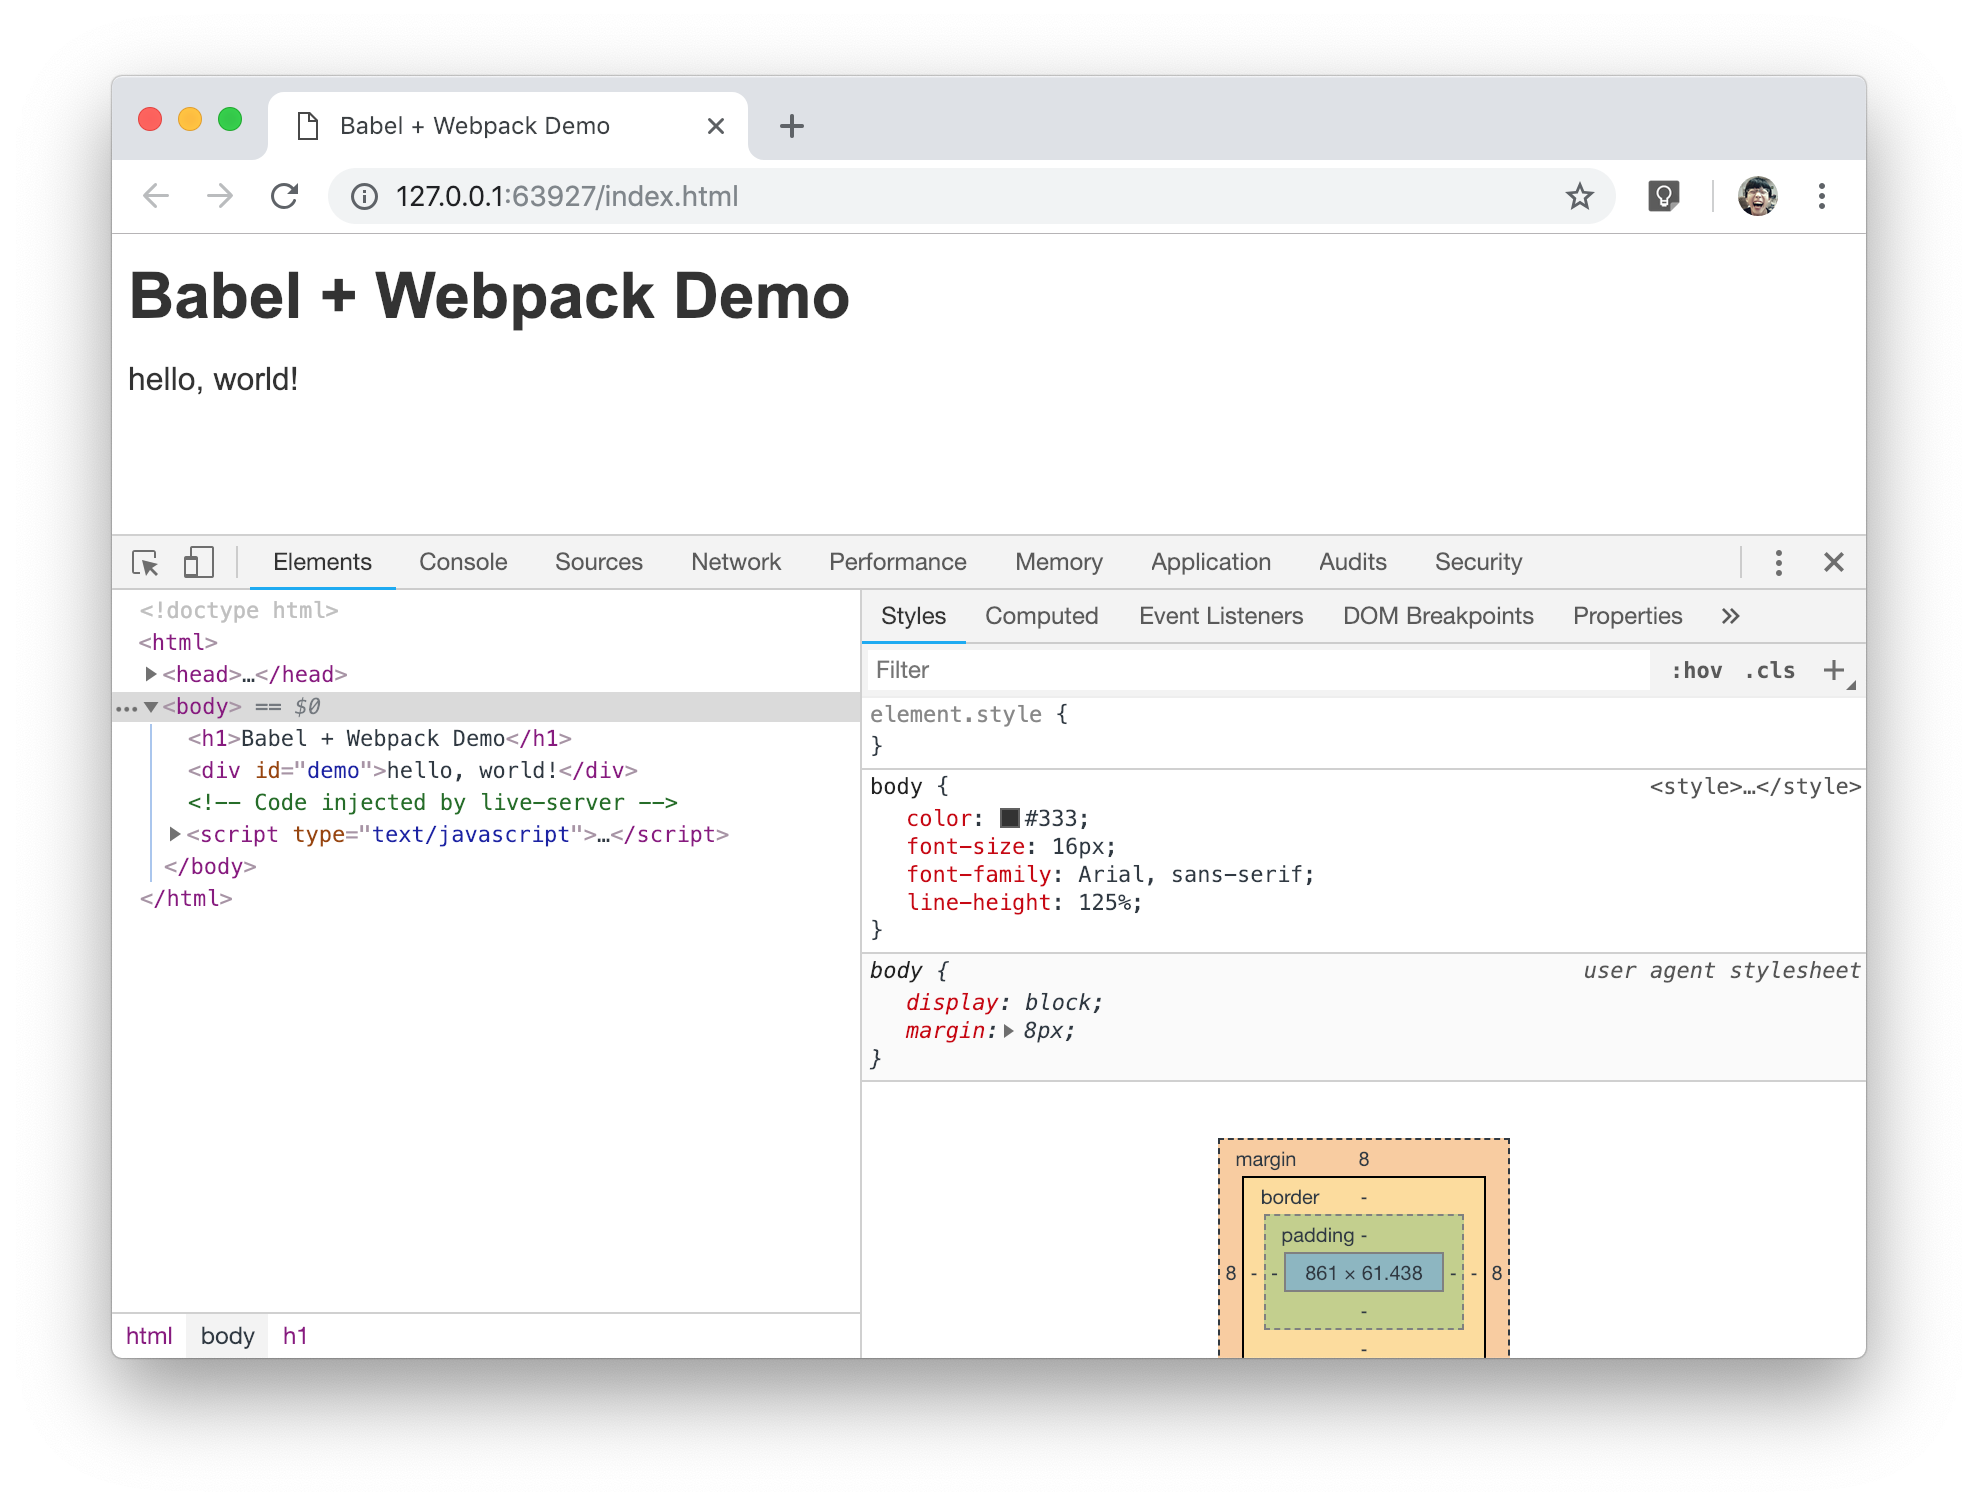 Babel + Webpack Demo
127.0.0.1:63927/index.html
Babel + Webpack Demo
hello, world!
Elements Console Sources Network Performance Memory Application Audits Security
<!doctype html>
<html>
<head>…</head>
<body> == $0
<h1>Babel + Webpack Demo</h1>
<div id="demo">hello, world!</div>
<!-- Code injected by live-server -->
<script type="text/javascript">…</script>
</body>
</html>
html body h1
Styles Computed Event Listeners DOM Breakpoints Properties »
Filter :hov .cls +
element.style {
}
body { <style>…</style>
color: #333;
font-size: 16px;
font-family: Arial, sans-serif;
line-height: 125%;
}
body { user agent stylesheet
display: block;
margin: 8px;
}
margin 8
border -
padding -
8 - - 861 × 61.438 - - 8
-
-